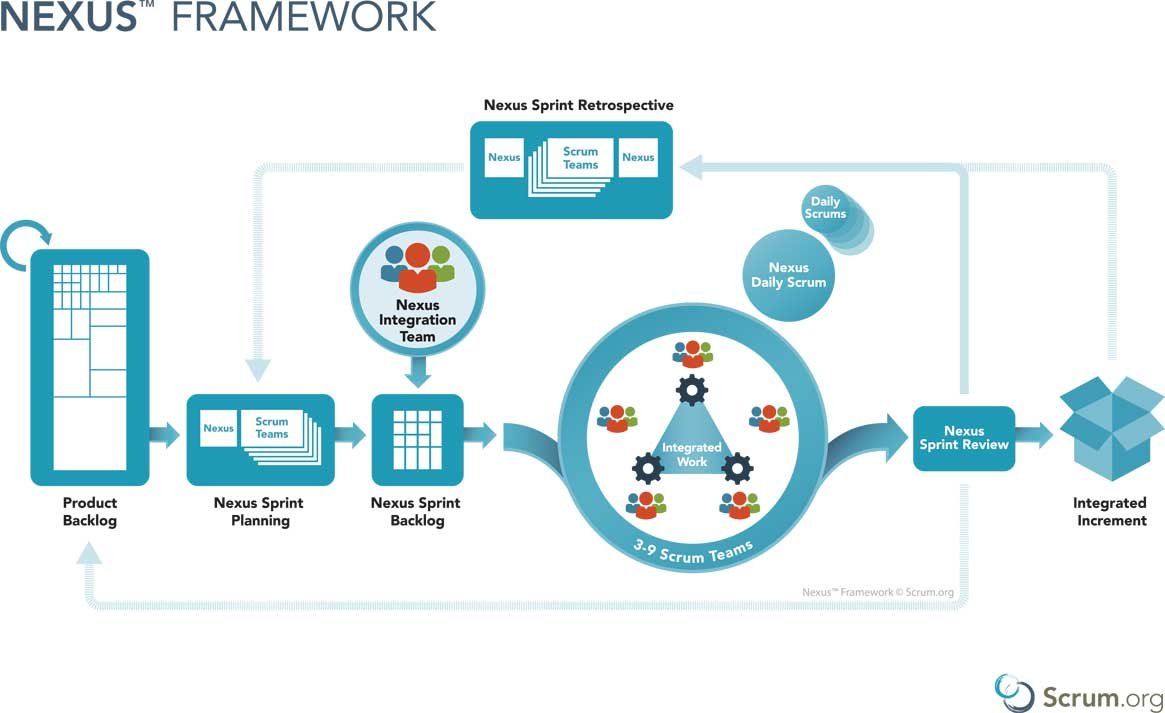 NEXUS™ FRAMEWORK
Nexus Sprint Retrospective
Nexus
Scrum
Teams
Nexus
Daily
Scrums
Nexus
Daily Scrum
Nexus
Integration
Team
Nexus
Scrum
Teams
Integrated
Work
3-9 Scrum Teams
Nexus
Sprint Review
Product
Backlog
Nexus Sprint
Planning
Nexus Sprint
Backlog
Integrated
Increment
Nexus™ Framework © Scrum.org
Scrum.org